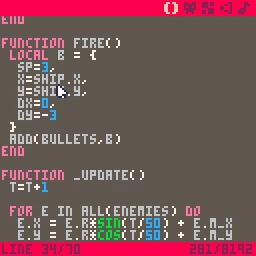 END
FUNCTION FIRE()
LOCAL B = {
SP=3,
X=SHIP.X,
Y=SHIP.Y,
DX=0,
DY=-3
}
ADD(BULLETS,B)
END
FUNCTION _UPDATE()
T=T+1
FOR E IN ALL(ENEMIES) DO
E.X = E.R*SIN(T/50) + E.M_X
E.Y = E.R*COS(T/50) + E.M_Y
LINE 34/70 281/8192